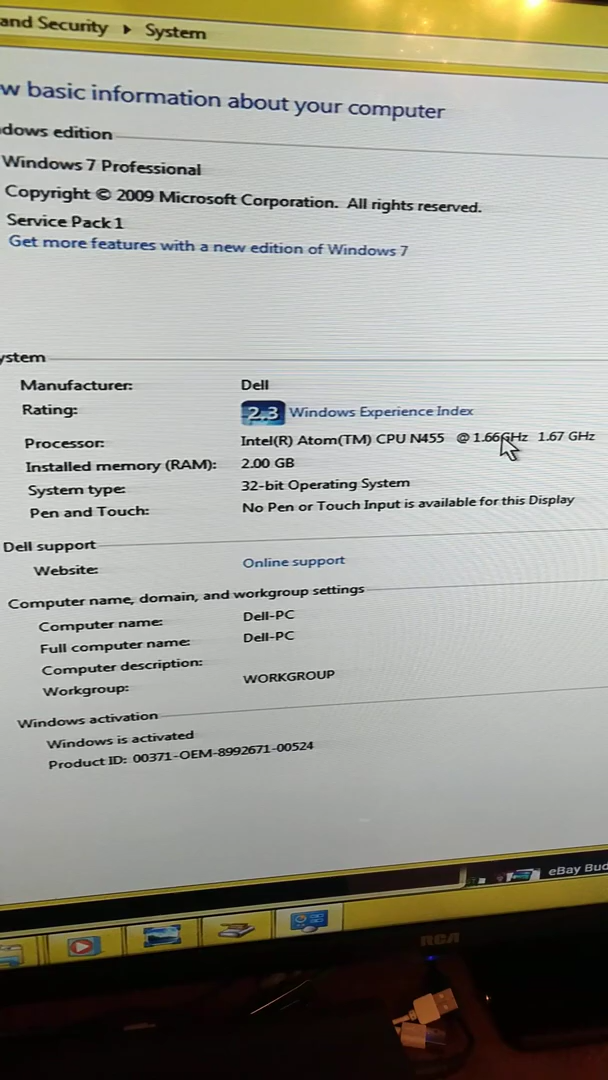 and Security ▸ System
w basic information about your computer
dows edition
Windows 7 Professional
Copyright © 2009 Microsoft Corporation. All rights reserved.
Service Pack 1
Get more features with a new edition of Windows 7
ystem
Manufacturer: Dell
Rating: 2.3 Windows Experience Index
Processor: Intel(R) Atom(TM) CPU N455 @ 1.66GHz 1.67 GHz
Installed memory (RAM): 2.00 GB
System type: 32-bit Operating System
Pen and Touch: No Pen or Touch Input is available for this Display
Dell support
Website: Online support
Computer name, domain, and workgroup settings
Computer name: Dell-PC
Full computer name: Dell-PC
Computer description:
Workgroup: WORKGROUP
Windows activation
Windows is activated
Product ID: 00371-OEM-8992671-00524
eBay Bud
RCA